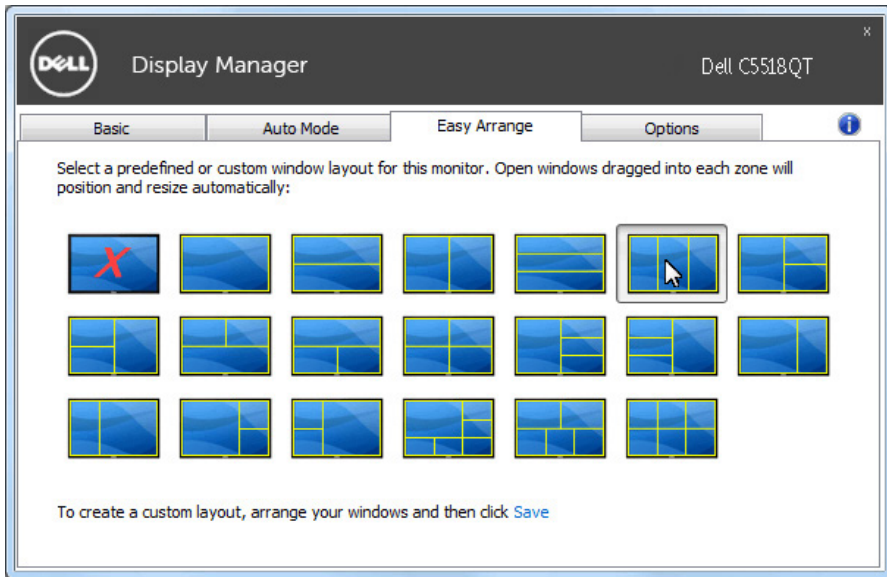 x
DELL
Display Manager
Dell C5518QT
Basic
Auto Mode
Easy Arrange
Options
i
Select a predefined or custom window layout for this monitor. Open windows dragged into each zone will
position and resize automatically:
X
To create a custom layout, arrange your windows and then click Save